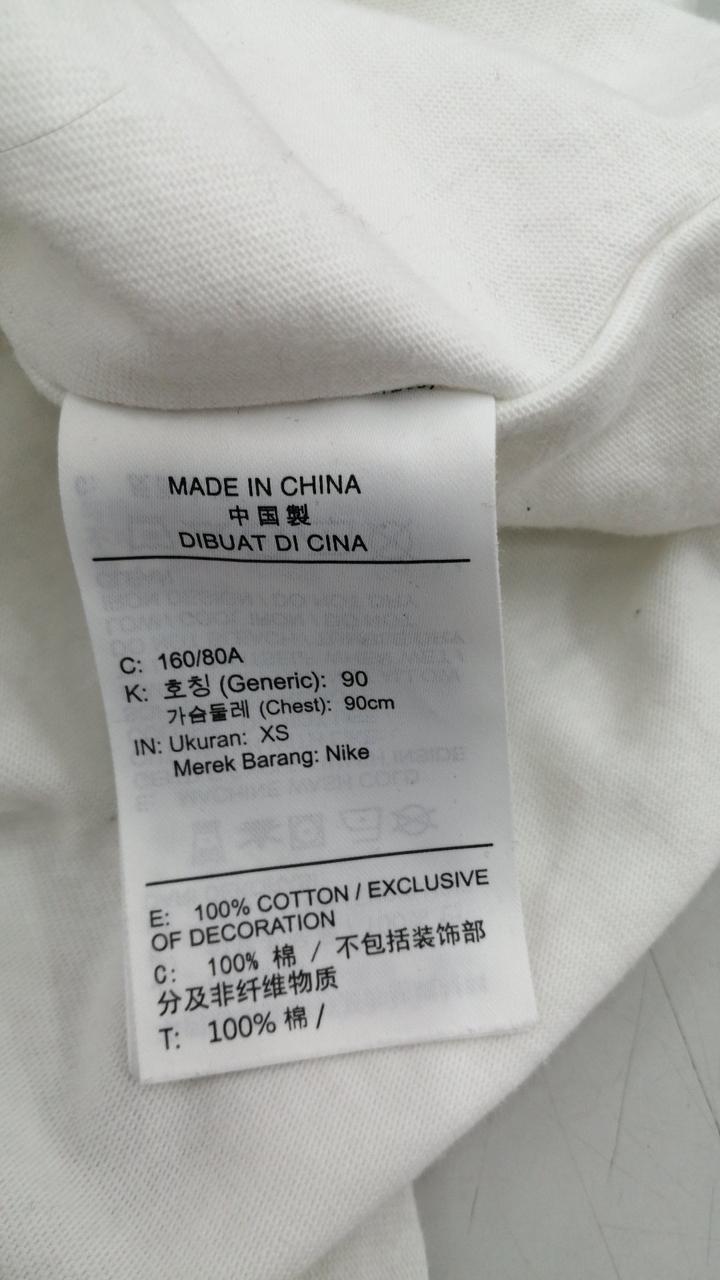 MADE IN CHINA
中国製
DIBUAT DI CINA
C: 160/80A
K: 호칭 (Generic): 90
가슴둘레 (Chest): 90cm
IN: Ukuran: XS
Merek Barang: Nike
E: 100% COTTON / EXCLUSIVE
OF DECORATION
C: 100% 棉 / 不包括装饰部
分及非纤维物质
T: 100% 棉 /